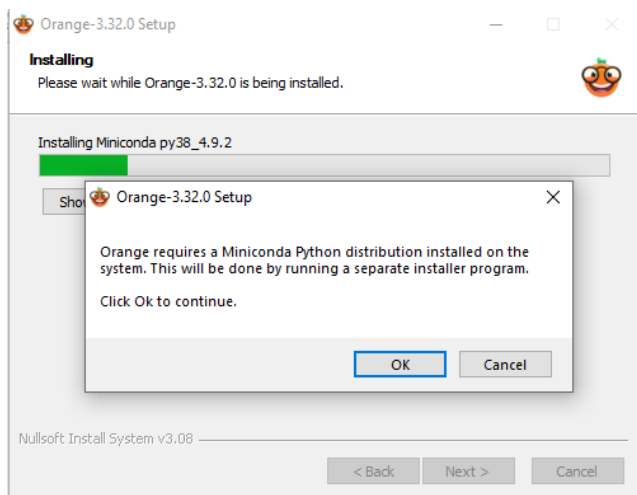 Orange-3.32.0 Setup
Installing
Please wait while Orange-3.32.0 is being installed.
Installing Miniconda py38_4.9.2
Orange-3.32.0 Setup
Orange requires a Miniconda Python distribution installed on the
system. This will be done by running a separate installer program.
Click Ok to continue.
OK Cancel
Nullsoft Install System v3.08
< Back Next > Cancel